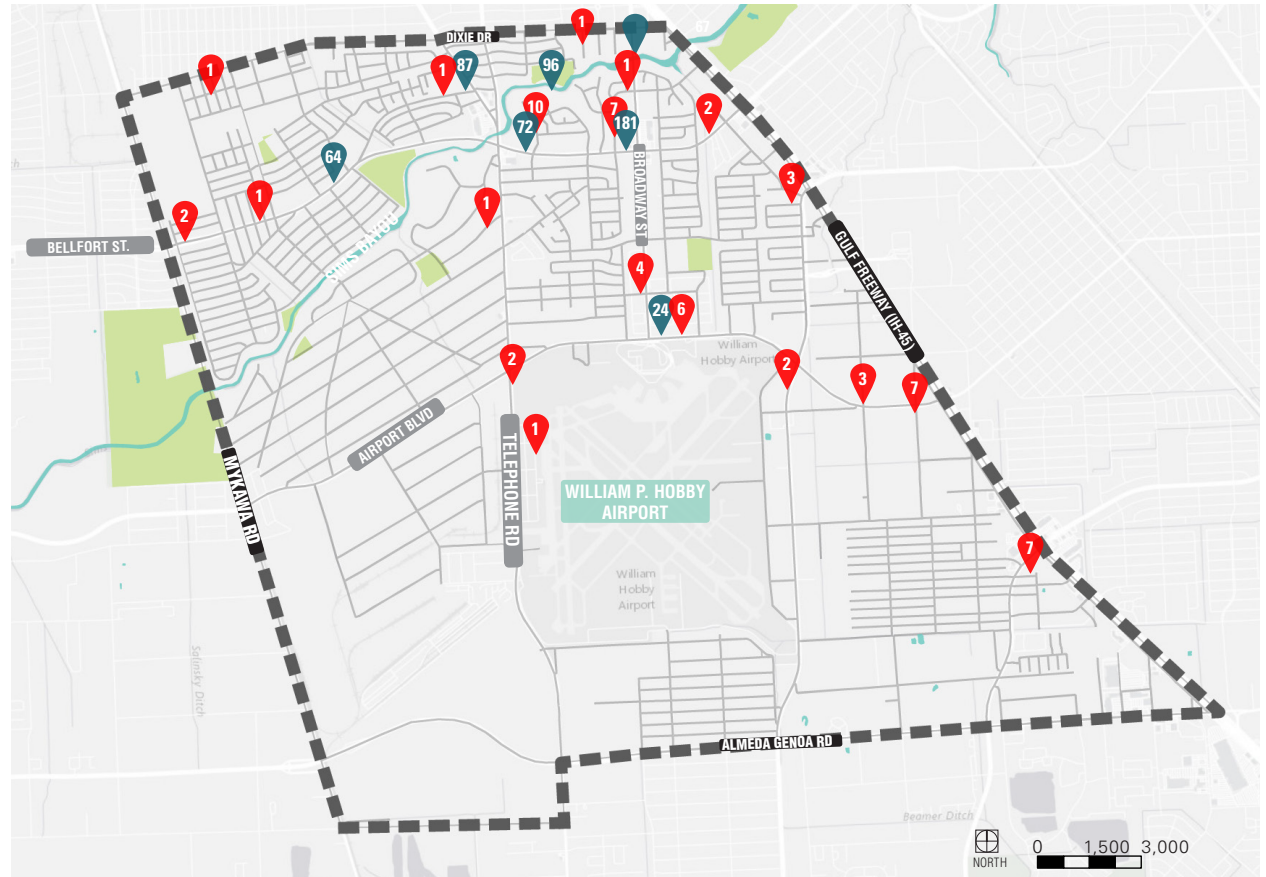 67
DIXIE DR
1
1
1
87
96
1
10
72
7
181
2
64
3
2
1
1
BELLFORT ST.
SIMS BAYOU
BROADWAY ST
GULF FREEWAY (IH-45)
4
24
6
William
Hobby Airport
2
2
3
7
AIRPORT BLVD
1
TELEPHONE RD
MYKAWA RD
WILLIAM P. HOBBY
AIRPORT
7
William
Hobby
Airport
Salinsky Ditch
ALMEDA GENOA RD
Beamer Ditch
NORTH
0 1,500 3,000